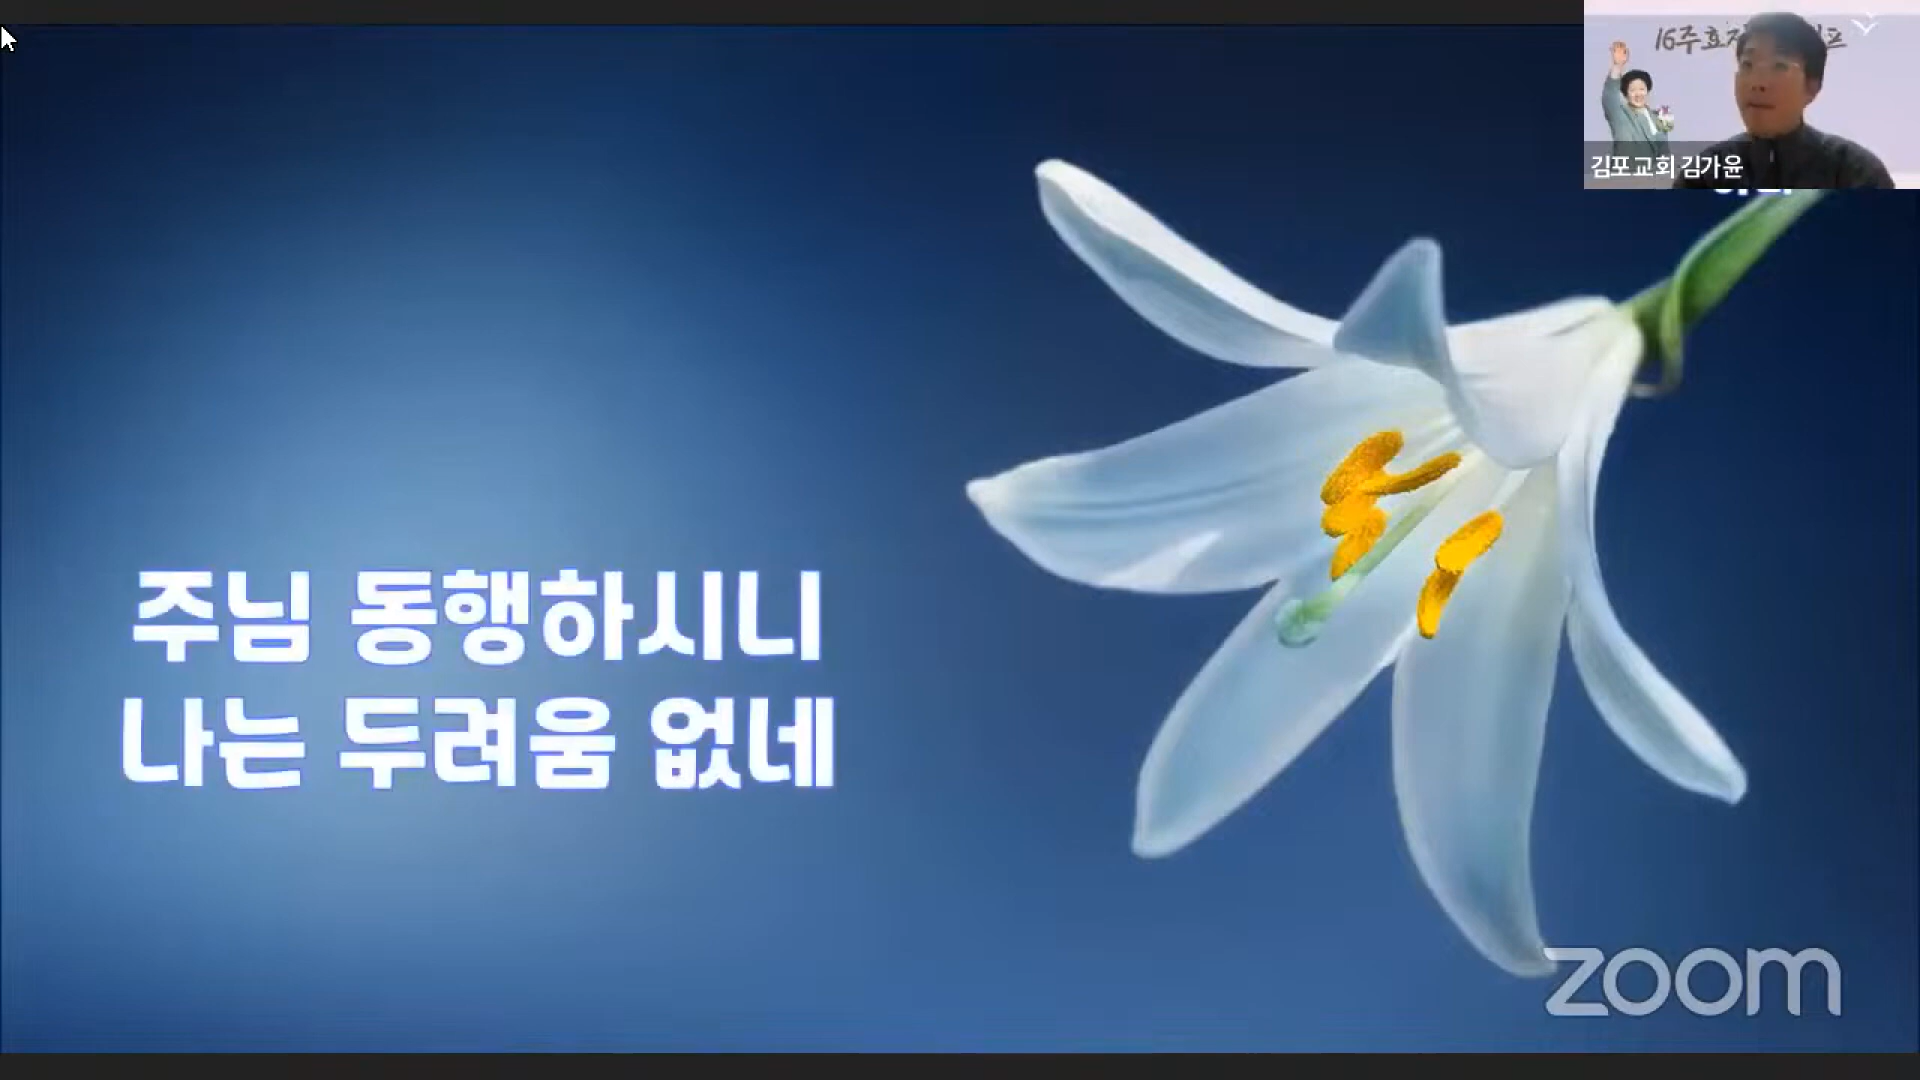 김포교회 김가윤
주님 동행하시니
나는 두려움 없네
zoom